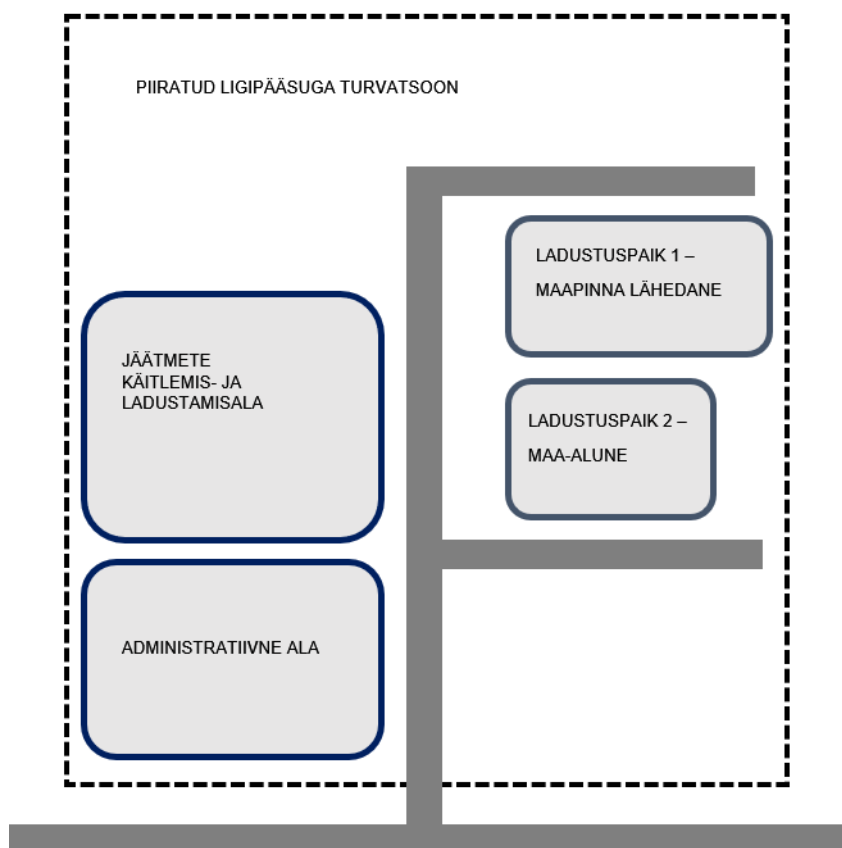 PIIRATUD LIGIPÄÄSUGA TURVATSOON
LADUSTUSPAIK 1 –
MAAPINNA LÄHEDANE
JÄÄTMETE
KÄITLEMIS- JA
LADUSTAMISALA
LADUSTUSPAIK 2 –
MAA-ALUNE
ADMINISTRATIIVNE ALA